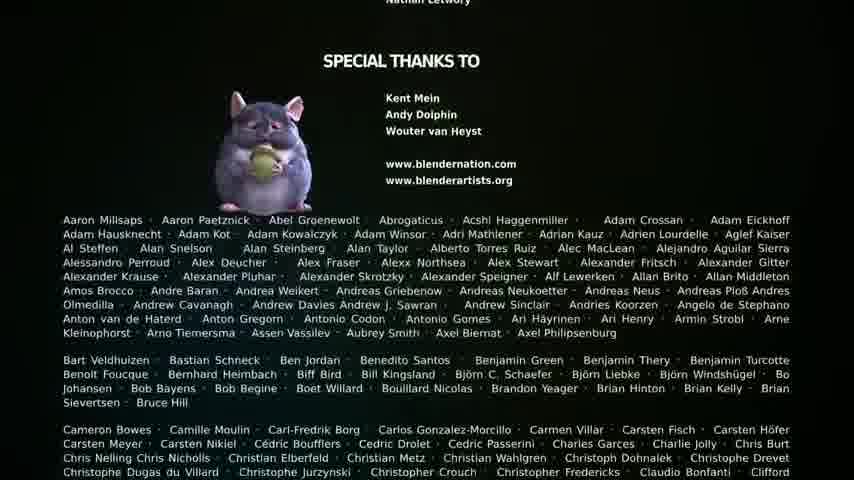 Nathan Letwory
SPECIAL THANKS TO
Kent Mein
Andy Dolphin
Wouter van Heyst
www.blendernation.com
www.blenderartists.org
Aaron Millsaps · Aaron Paetznick · Abel Groenewolt · Abrogaticus · Acshi Haggenmiller · Adam Crossan · Adam Eickhoff
Adam Hausknecht · Adam Kot · Adam Kowalczyk · Adam Winsor · Adri Mathlener · Adrian Kauz · Adrien Lourdelle · Aglef Kaiser
Al Steffen · Alan Snelson · Alan Steinberg · Alan Taylor · Alberto Torres Ruiz · Alec MacLean · Alejandro Aguilar Sierra
Alessandro Perroud · Alex Deucher · Alex Fraser · Alexx Northsea · Alex Stewart · Alexander Fritsch · Alexander Gitter
Alexander Krause · Alexander Pluhar · Alexander Skrotzky · Alexander Speigner · Alf Lewerken · Allan Brito · Allan Middleton
Amos Brocco · Andre Baran · Andrea Weikert · Andreas Griebenow · Andreas Neukoetter · Andreas Neus · Andreas Ploß Andres
Olmedilla · Andrew Cavanagh · Andrew Davies Andrew J. Sawran · Andrew Sinclair · Andries Koorzen · Angelo de Stephano
Anton van de Haterd · Anton Gregorn · Antonio Codon · Antonio Gomes · Ari Häyrinen · Ari Henry · Armin Strobl · Arne
Kleinophorst · Arno Tiemersma · Assen Vassilev · Aubrey Smith · Axel Biernat · Axel Philipsenburg
Bart Veldhuizen · Bastian Schneck · Ben Jordan · Benedito Santos · Benjamin Green · Benjamin Thery · Benjamin Turcotte
Benoit Foucque · Bernhard Heimbach · Biff Bird · Bill Kingsland · Björn C. Schaefer · Björn Liebke · Björn Windshügel · Bo
Johansen · Bob Bayens · Bob Begine · Boet Willard · Bouillard Nicolas · Brandon Yeager · Brian Hinton · Brian Kelly · Brian
Sievertsen · Bruce Hill
Cameron Bowes · Camille Moulin · Carl-Fredrik Borg · Carlos Gonzalez-Morcillo · Carmen Villar · Carsten Fisch · Carsten Höfer
Carsten Meyer · Carsten Nikiel · Cédric Boufflers · Cedric Drolet · Cedric Passerini · Charles Garces · Charlie Jolly · Chris Burt
Chris Nelling Chris Nicholls · Christian Elberfeld · Christian Metz · Christian Wahlgren · Christoph Dohnalek · Christophe Drevet
Christophe Dugas du Villard · Christophe Jurzynski · Christopher Crouch · Christopher Fredericks · Claudio Bonfanti · Clifford